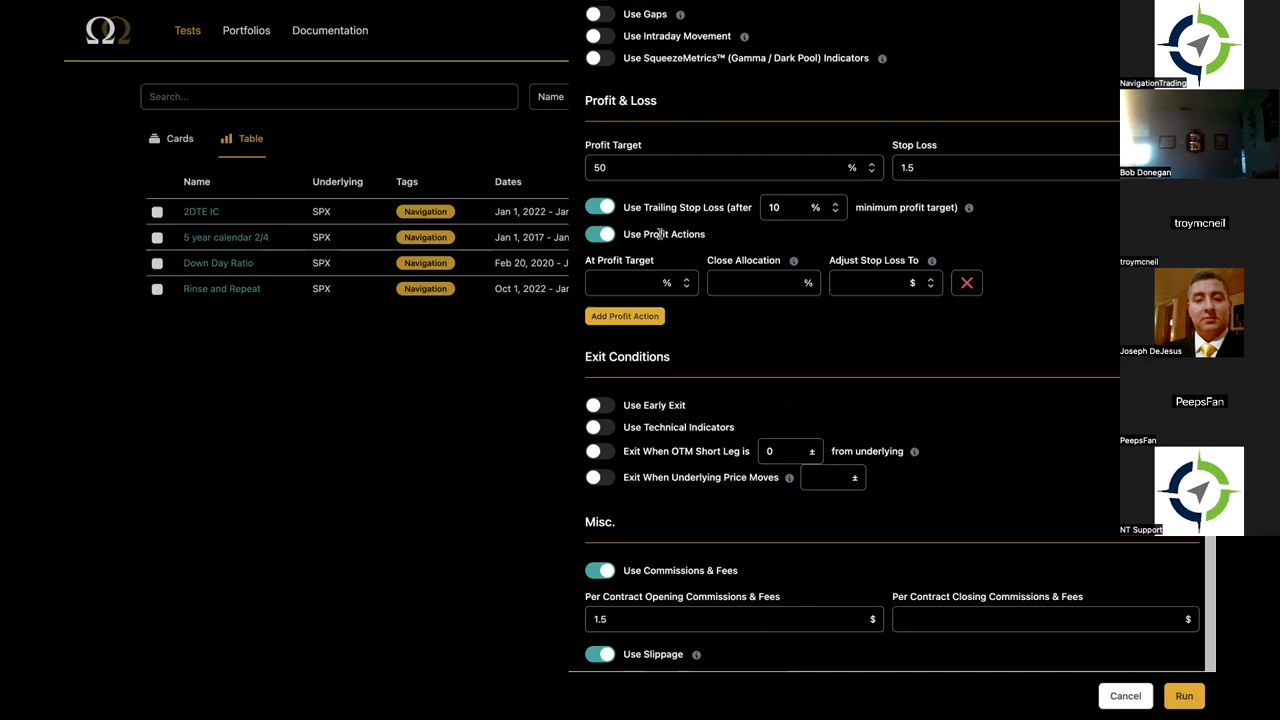 Tests Portfolios Documentation
Search... Name
Cards Table
Name Underlying Tags Dates
2DTE IC SPX Navigation Jan 1, 2022 - Jan
5 year calendar 2/4 SPX Navigation Jan 1, 2017 - Jan
Down Day Ratio SPX Navigation Feb 20, 2020 - J
Rinse and Repeat SPX Navigation Oct 1, 2022 - Jan
Use Gaps
Use Intraday Movement
Use SqueezeMetrics™ (Gamma / Dark Pool) Indicators
Profit & Loss
Profit Target Stop Loss
50 % 1.5
Use Trailing Stop Loss (after 10 % minimum profit target)
Use Profit Actions
At Profit Target Close Allocation Adjust Stop Loss To
% % $
Add Profit Action
Exit Conditions
Use Early Exit
Use Technical Indicators
Exit When OTM Short Leg is 0 ± from underlying
Exit When Underlying Price Moves ±
Misc.
Use Commissions & Fees
Per Contract Opening Commissions & Fees Per Contract Closing Commissions & Fees
1.5 $ $
Use Slippage
Cancel Run
NavigationTrading
Bob Donegan
troymcneil
troymcneil
Joseph DeJesus
PeepsFan
PeepsFan
NT Support